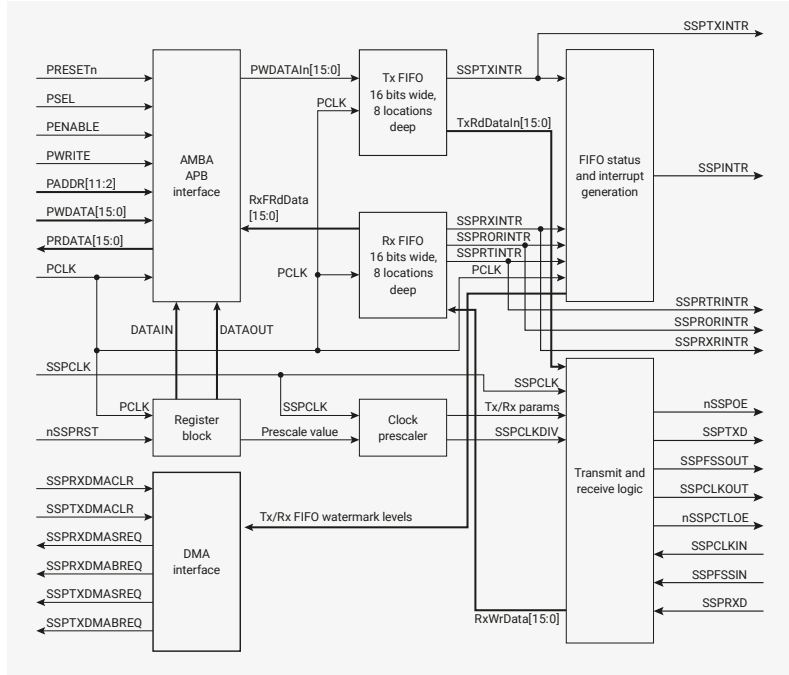 SSPTXINTR
PRESETn
PSEL
PENABLE
PWRITE
PADDR[11:2]
PWDATA[15:0]
PRDATA[15:0]
PCLK
AMBA
APB
interface
PWDATAIn[15:0]
PCLK
Tx FIFO
16 bits wide,
8 locations
deep
SSPTXINTR
TxRdDataIn[15:0]
FIFO status
and interrupt
generation
SSPINTR
RxFRdData
[15:0]
PCLK
Rx FIFO
16 bits wide,
8 locations
deep
SSPRXINTR
SSPRORINTR
SSPRTINTR
PCLK
SSPRTRINTR
SSPRORINTR
SSPRXRINTR
DATAIN
DATAOUT
SSPCLK
PCLK
nSSPRST
Register
block
SSPCLK
Prescale value
Clock
prescaler
SSPCLK
Tx/Rx params
SSPCLKDIV
Transmit and
receive logic
nSSPOE
SSPTXD
SSPFSSOUT
SSPCLKOUT
nSSPCTLOE
SSPCLKIN
SSPFSSIN
SSPRXD
SSPRXDMACLR
SSPTXDMACLR
SSPRXDMASREQ
SSPRXDMABREQ
SSPTXDMASREQ
SSPTXDMABREQ
DMA
interface
Tx/Rx FIFO watermark levels
RxWrData[15:0]